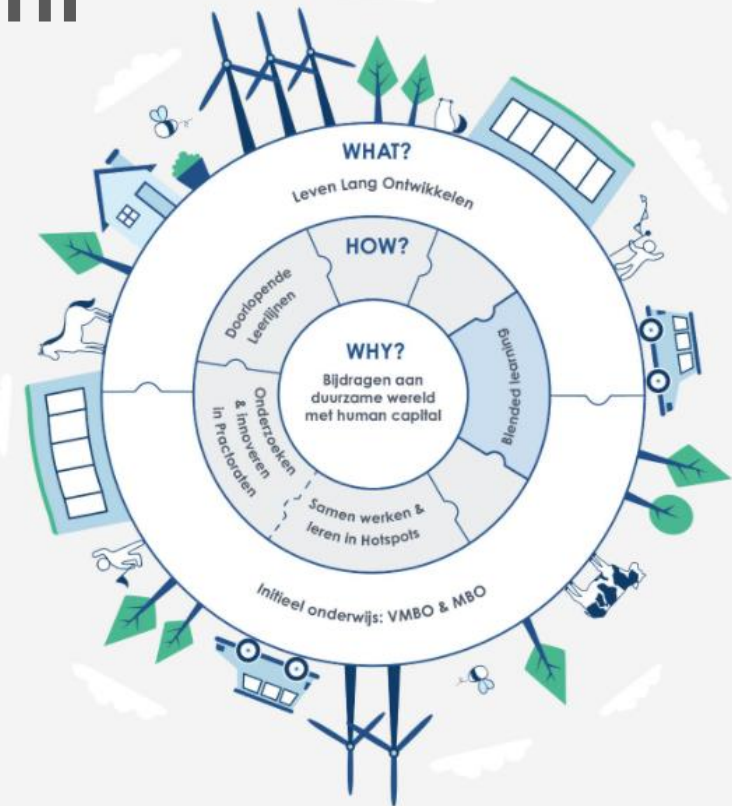 WHAT?
Leven Lang Ontwikkelen
HOW?
Doorlopende
Leerlijnen
WHY?
Bijdragen aan
duurzame wereld
met human capital
Blended learning
Onderzoeken
& innoveren
in Practoraten
Samen werken &
leren in Hotspots
Initieel onderwijs: VMBO & MBO